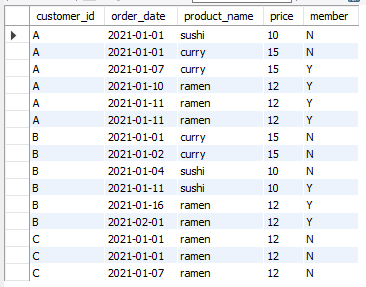 customer_id order_date product_name price member
A 2021-01-01 sushi 10 N
A 2021-01-01 curry 15 N
A 2021-01-07 curry 15 Y
A 2021-01-10 ramen 12 Y
A 2021-01-11 ramen 12 Y
A 2021-01-11 ramen 12 Y
B 2021-01-01 curry 15 N
B 2021-01-02 curry 15 N
B 2021-01-04 sushi 10 N
B 2021-01-11 sushi 10 Y
B 2021-01-16 ramen 12 Y
B 2021-02-01 ramen 12 Y
C 2021-01-01 ramen 12 N
C 2021-01-01 ramen 12 N
C 2021-01-07 ramen 12 N